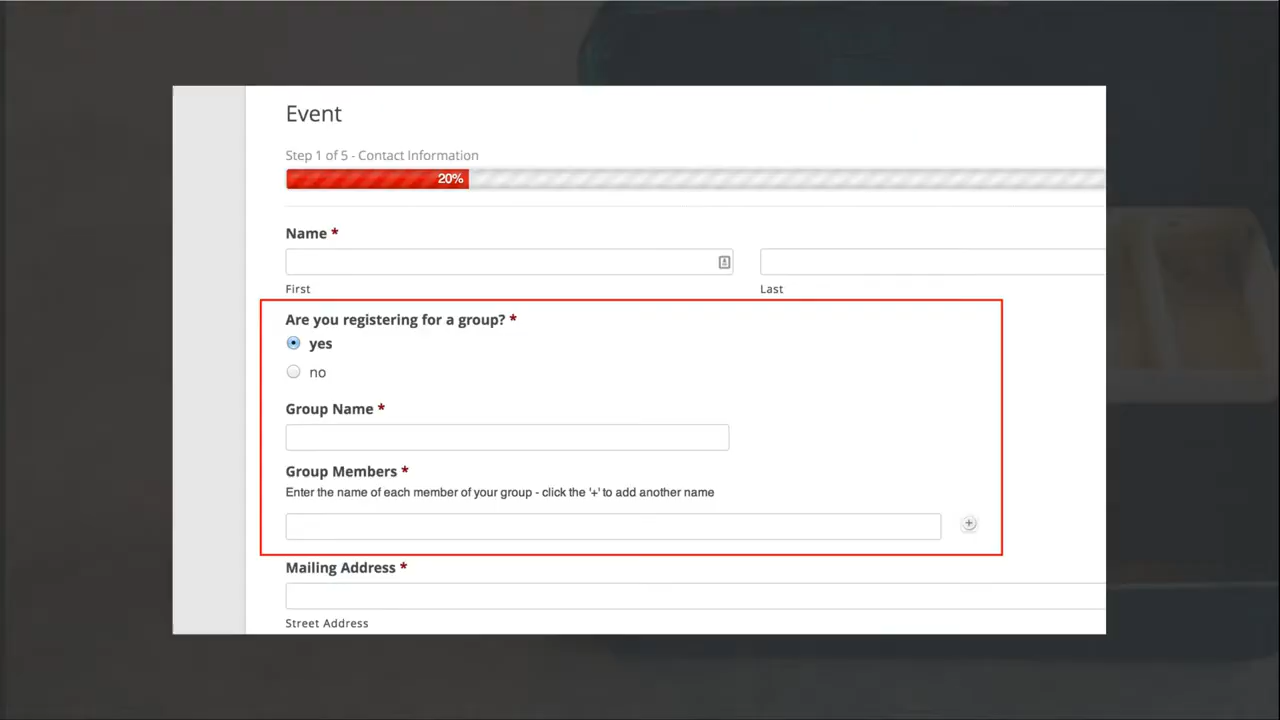 Event
Step 1 of 5 - Contact Information
20%
Name *
First
Last
Are you registering for a group? *
yes
no
Group Name *
Group Members *
Enter the name of each member of your group - click the '+' to add another name
+
Mailing Address *
Street Address